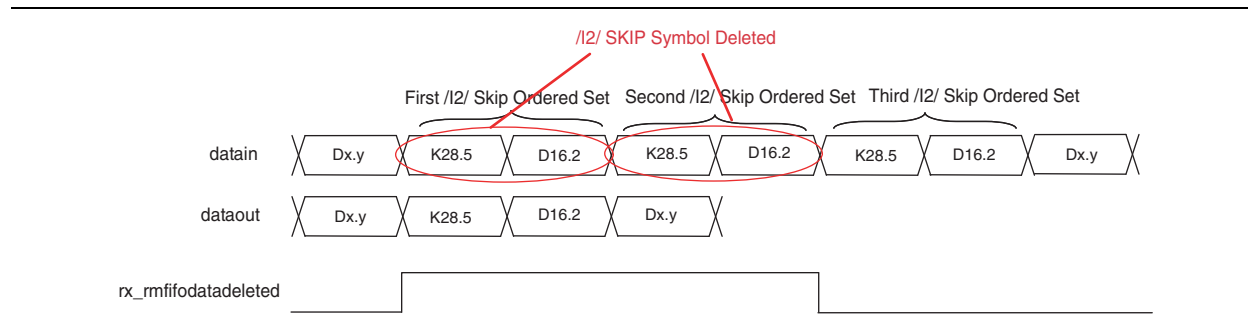 /I2/ SKIP Symbol Deleted
First /I2/ Skip Ordered Set Second /I2/ Skip Ordered Set Third /I2/ Skip Ordered Set
datain Dx.y K28.5 D16.2 K28.5 D16.2 K28.5 D16.2 Dx.y
dataout Dx.y K28.5 D16.2 Dx.y
rx_rmfifodatadeleted